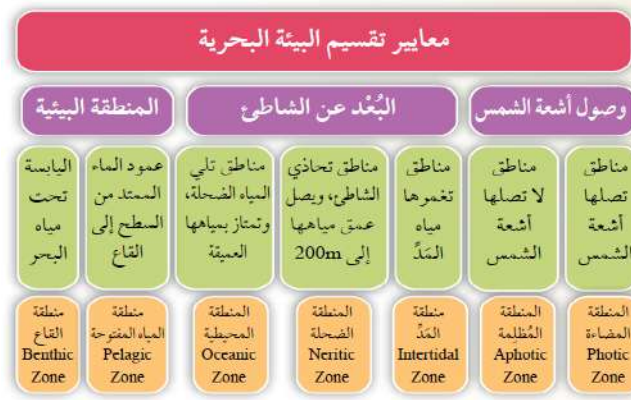 معايير تقسيم البيئة البحرية
وصول أشعة الشمس
البُعْد عن الشاطئ
المنطقة البيئية
مناطق
تصلها
أشعة
الشمس
مناطق
لا تصلها
أشعة
الشمس
مناطق
تغمرها
مياه
المَدِّ
مناطق تحاذي
الشاطئ، ويصل
عمق مياهها
إلى 200m
مناطق تلي
المياه الضحلة،
وتمتاز بمياهها
العميقة
عمود الماء
الممتد من
السطح إلى
القاع
اليابسة
تحت
مياه
البحر
المنطقة
المضاءة
Photic
Zone
المنطقة
المُظلِمة
Aphotic
Zone
منطقة
المَدِّ
Intertidal
Zone
المنطقة
الضحلة
Neritic
Zone
المنطقة
المحيطية
Oceanic
Zone
منطقة
المياه المفتوحة
Pelagic
Zone
منطقة
القاع
Benthic
Zone